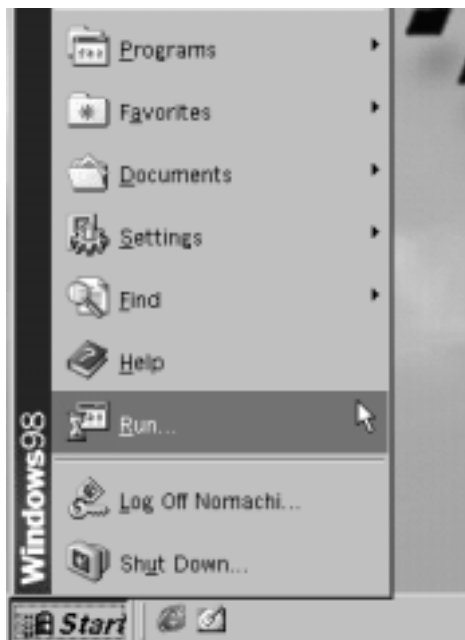 Programs
Favorites
Documents
Settings
Find
Help
Run...
Log Off Nomachi...
Shut Down...
Windows98
Start